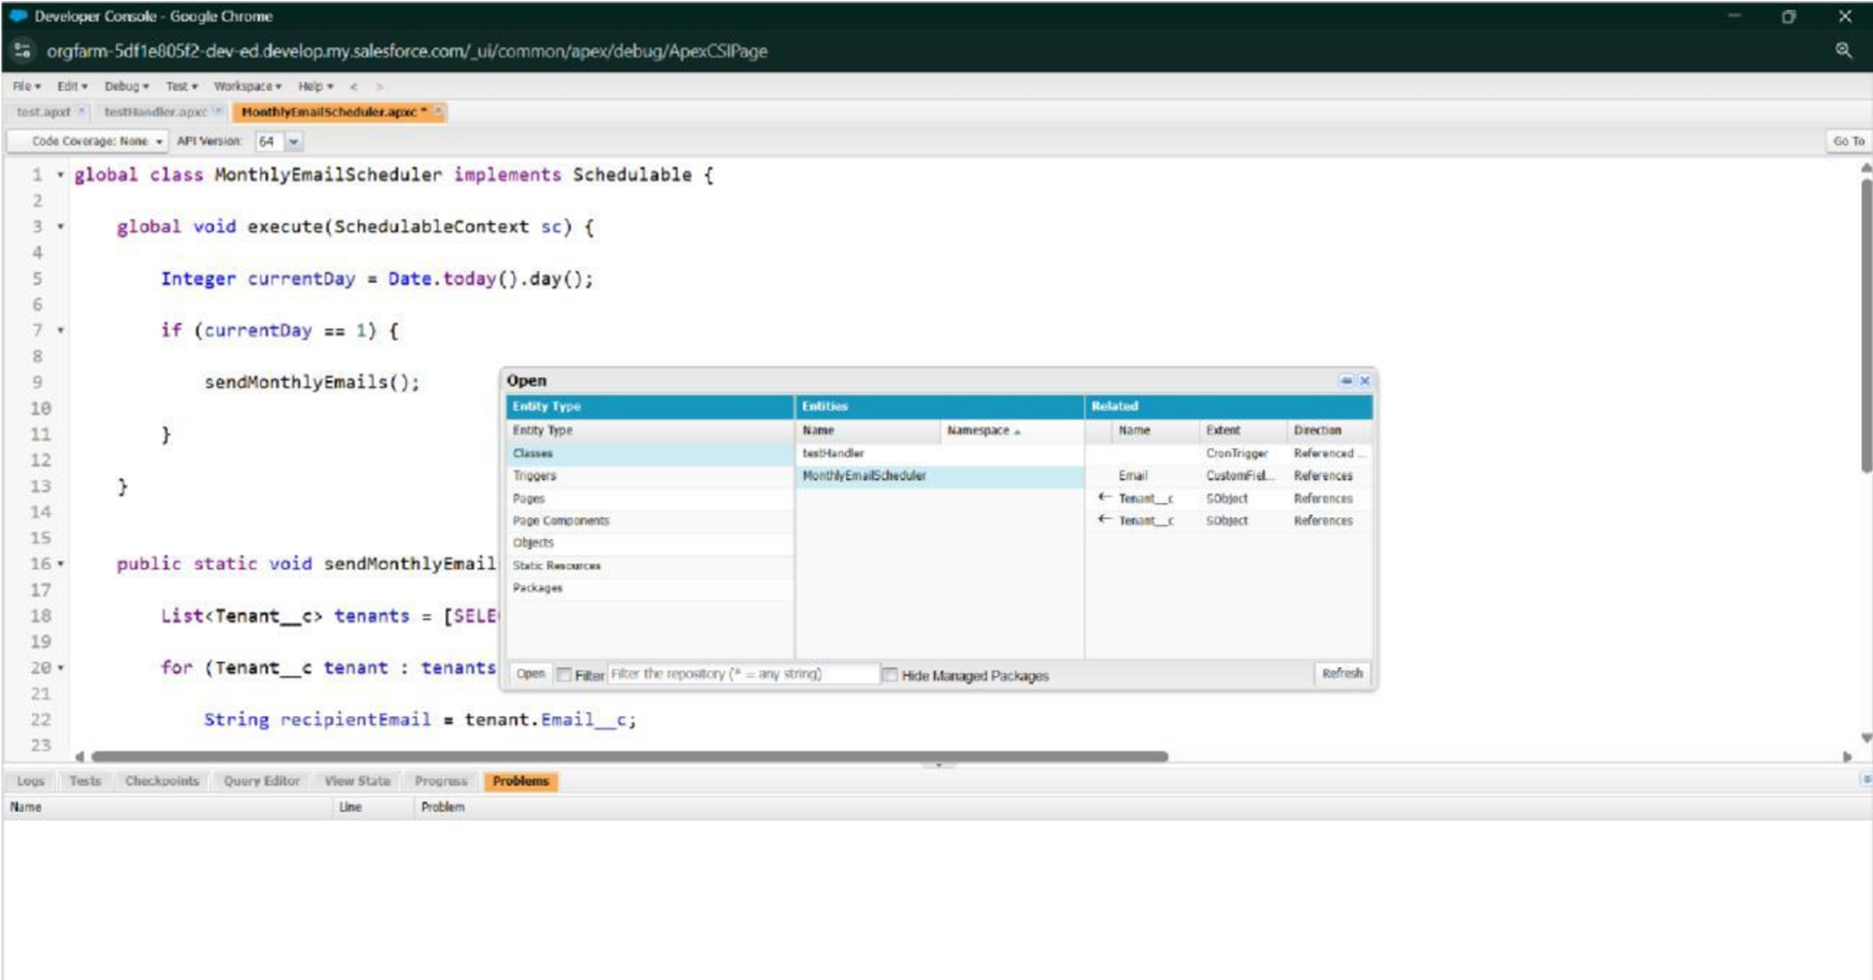 Developer Console - Google Chrome
orgfarm-5df1e805f2-dev-ed.develop.my.salesforce.com/_ui/common/apex/debug/ApexCSIPage
File Edit Debug Test Workspace Help < >
test.apxt testHandler.apxc MonthlyEmailScheduler.apxc *
Code Coverage: None API Version: 64 Go To
1 global class MonthlyEmailScheduler implements Schedulable {
2
3 global void execute(SchedulableContext sc) {
4
5 Integer currentDay = Date.today().day();
6
7 if (currentDay == 1) {
8
9 sendMonthlyEmails();
10
11 }
12
13 }
14
15
16 public static void sendMonthlyEmail
17
18 List<Tenant__c> tenants = [SELE
19
20 for (Tenant__c tenant : tenants
21
22 String recipientEmail = tenant.Email__c;
23
Open
Entity Type Entities Related
Entity Type Name Namespace Name Extent Direction
Classes testHandler CronTrigger Referenced ...
Triggers MonthlyEmailScheduler Email CustomFiel... References
Pages ← Tenant__c SObject References
Page Components ← Tenant__c SObject References
Objects
Static Resources
Packages
Open Filter Filter the repository (* = any string) Hide Managed Packages Refresh
Logs Tests Checkpoints Query Editor View State Progress Problems
Name Line Problem